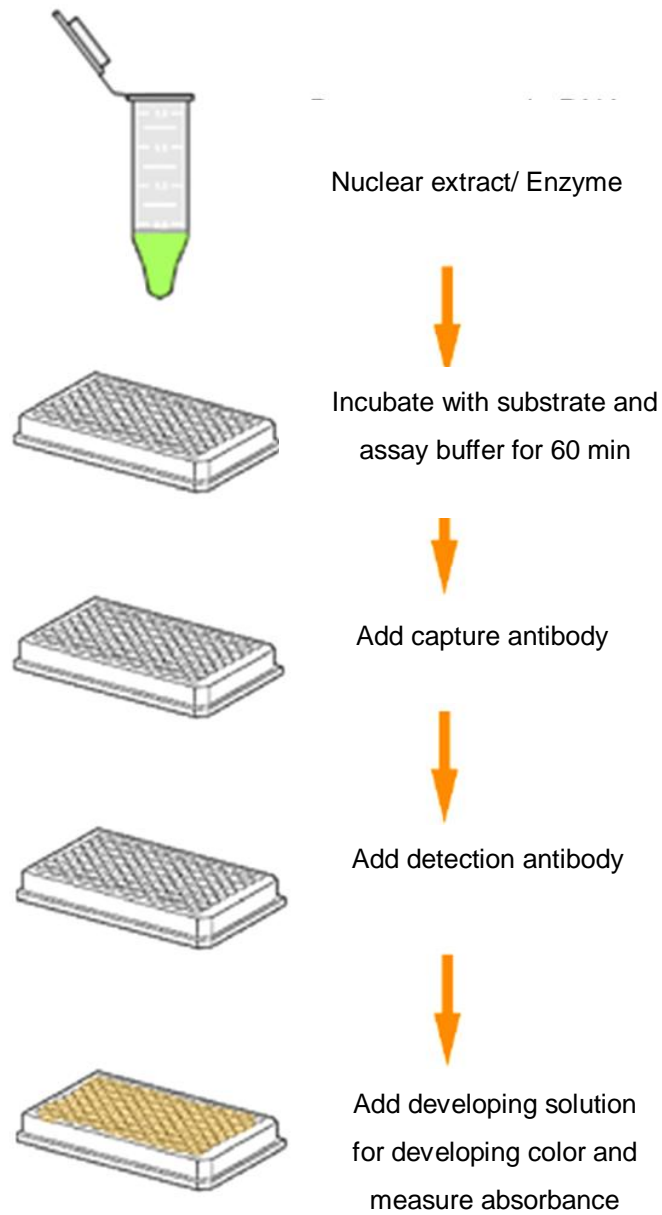 Nuclear extract/ Enzyme
Incubate with substrate and
assay buffer for 60 min
Add capture antibody
Add detection antibody
Add developing solution
for developing color and
measure absorbance